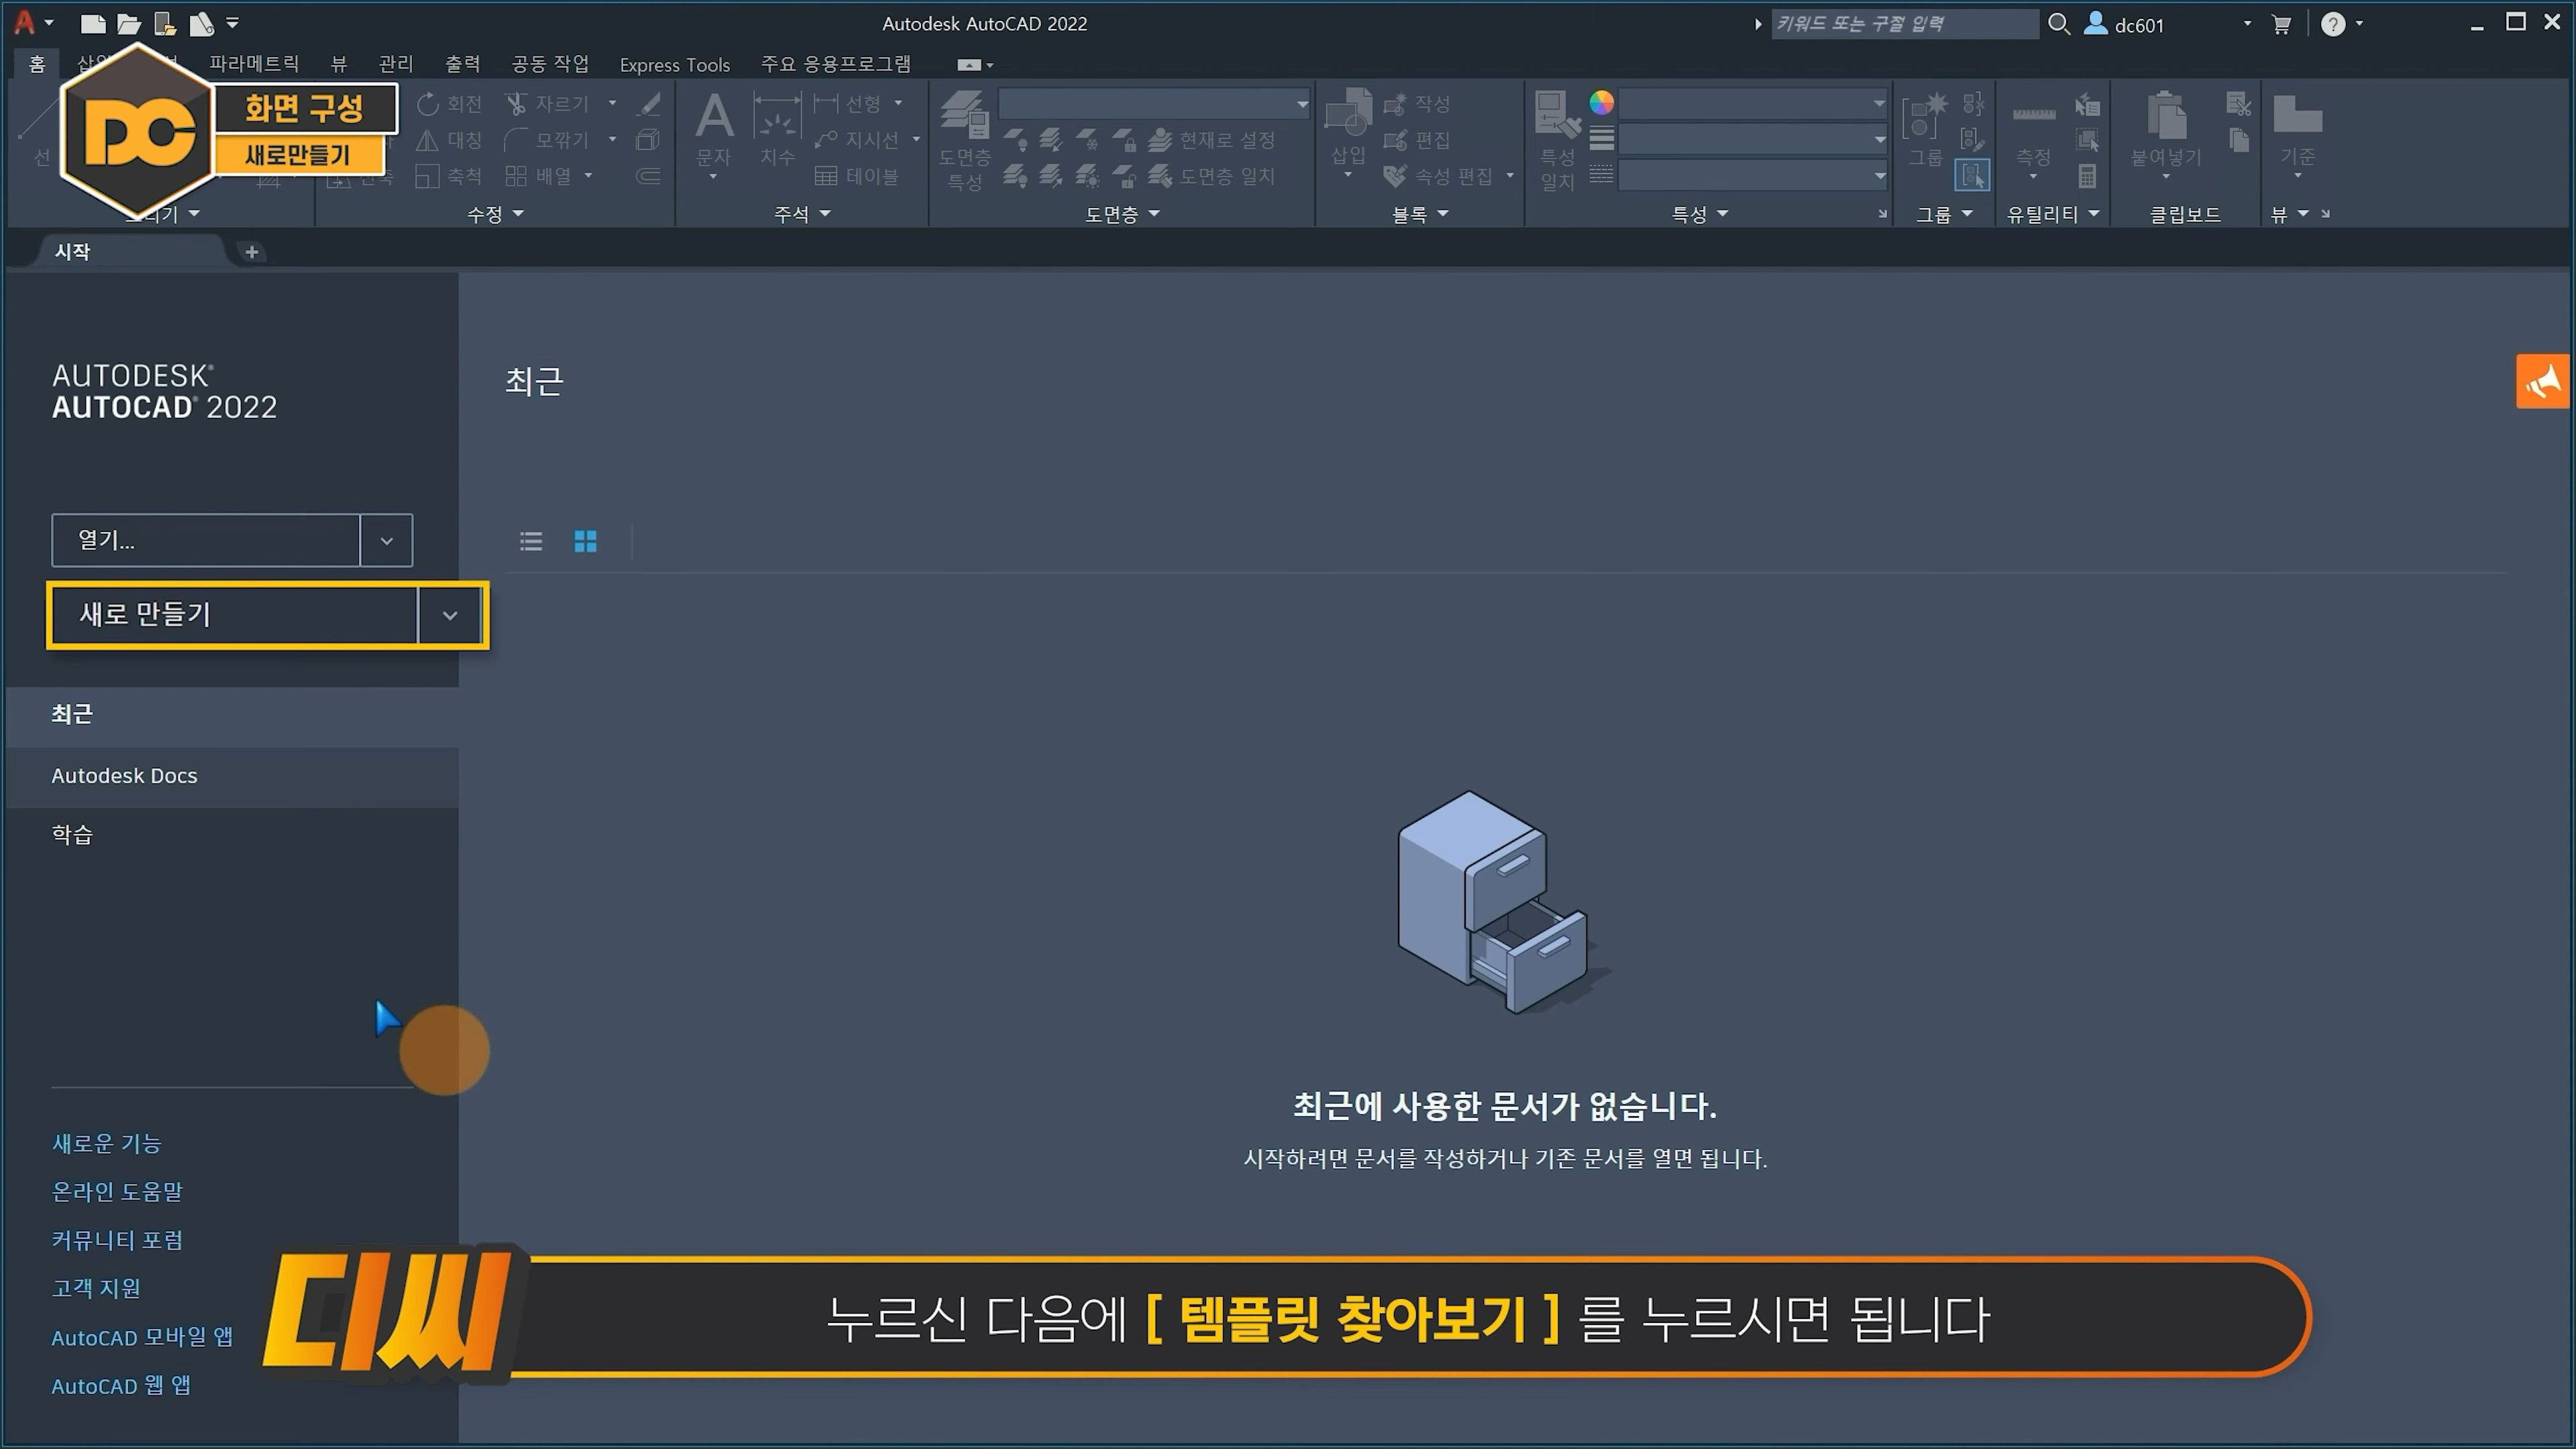 Autodesk AutoCAD 2022
키워드 또는 구절 입력
dc601
홈
파라메트릭
뷰
관리
출력
공동 작업
Express Tools
주요 응용프로그램
DC
화면 구성
새로만들기
선
회전
자르기
대칭
모깎기
축척
배열
수정
문자
치수
선형
지시선
테이블
주석
도면층
특성
현재로 설정
도면층 일치
도면층
삽입
작성
편집
속성 편집
블록
특성
일치
특성
그룹
그룹
측정
유틸리티
붙여넣기
클립보드
기준
뷰
시작
AUTODESK®
AUTOCAD® 2022
최근
열기...
새로 만들기
최근
Autodesk Docs
학습
최근에 사용한 문서가 없습니다.
시작하려면 문서를 작성하거나 기존 문서를 열면 됩니다.
새로운 기능
온라인 도움말
커뮤니티 포럼
고객 지원
AutoCAD 모바일 앱
AutoCAD 웹 앱
디씨
누르신 다음에 [ 템플릿 찾아보기 ] 를 누르시면 됩니다